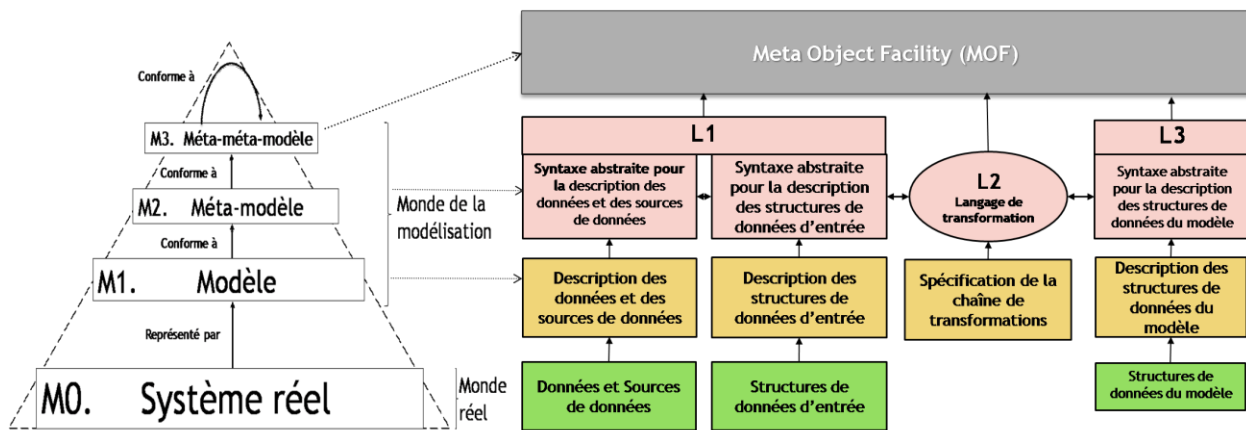 Conforme à
M3. Méta-méta-modèle
Conforme à
M2. Méta-modèle
Conforme à
M1. Modèle
Représenté par
M0. Système réel
Monde de la
modélisation
Monde
réel
Meta Object Facility (MOF)
L1
Syntaxe abstraite pour
la description des
données et des sources
de données
Syntaxe abstraite
pour la description
des structures de
données d'entrée
L2
Langage de
transformation
L3
Syntaxe abstraite
pour la description
des structures de
données du modèle
Description des
données et des
sources de données
Description des
structures de
données d'entrée
Spécification de la
chaîne de
transformations
Description des
structures de
données du
modèle
Données et Sources
de données
Structures de
données d'entrée
Structures de
données du modèle